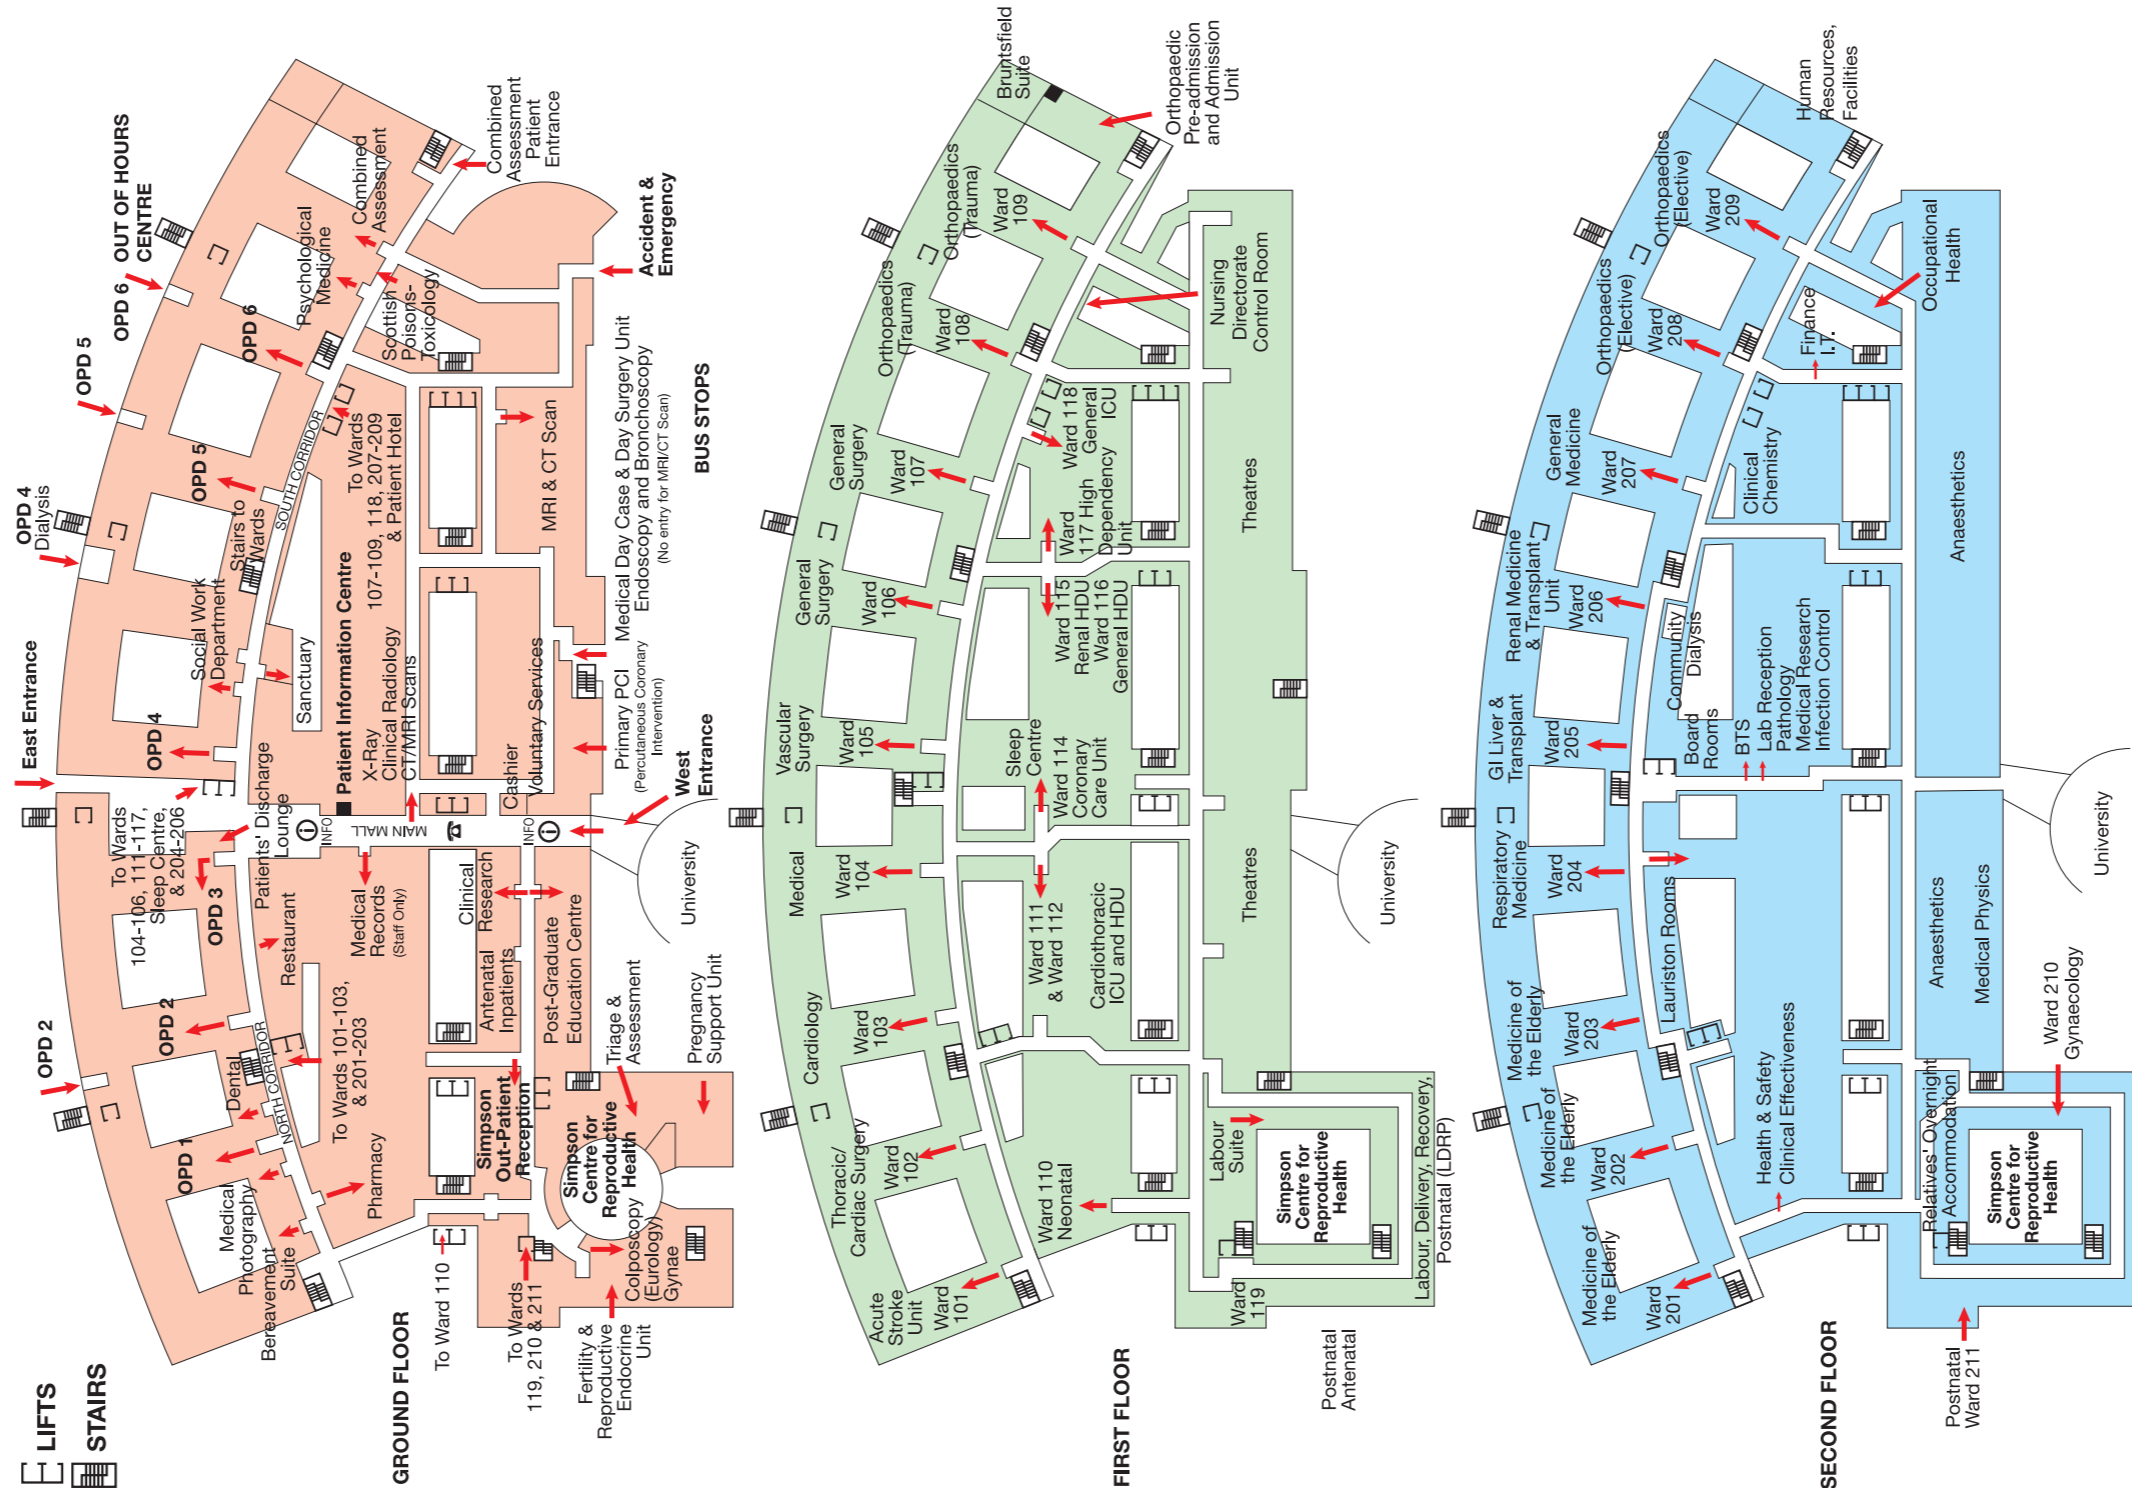 LIFTS
STAIRS
GROUND FLOOR
East Entrance
OPD 2
OPD 4
Dialysis
OPD 5
OPD 6
OUT OF HOURS
CENTRE
Combined
Assessment
Patient
Entrance
Accident &
Emergency
BUS STOPS
Combined
Assessment
Psychological
Medicine
Scottish
Poisons-
Toxicology
OPD 6
OPD 5
SOUTH CORRIDOR
Stairs to
Wards
To Wards
107-109, 118, 207-209
& Patient Hotel
Social Work
Department
Sanctuary
OPD 4
Patient Information Centre
X-Ray
Clinical Radiology
CT/MRI Scans
MRI & CT Scan
Medical Day Case & Day Surgery Unit
Endoscopy and Bronchoscopy
(No entry for MRI/CT Scan)
Cashier
Voluntary Services
Primary PCI
(Percutaneous Coronary
Intervention)
West
Entrance
To Wards
104-106, 111-117,
Sleep Centre,
& 204-206
Patients' Discharge
Lounge
INFO
MAIN MALL
INFO
OPD 3
Restaurant
Medical
Records
(Staff Only)
Clinical
Research
University
OPD 2
Dental
NORTH CORRIDOR
To Wards 101-103,
& 201-203
Antenatal
Inpatients
Post-Graduate
Education Centre
OPD 1
Medical
Photography
Bereavement
Suite
Pharmacy
Simpson
Out-Patient
Reception
Simpson
Centre for
Reproductive
Health
Triage &
Assessment
Pregnancy
Support Unit
Colposcopy
(Eurology)
Gynae
To Ward 110
To Wards
119, 210 & 211
Fertility &
Reproductive
Endocrine
Unit
FIRST FLOOR
Bruntsfield
Suite
Orthopaedic
Pre-admission
and Admission
Unit
Orthopaedics
(Trauma)
Ward
109
Orthopaedics
(Trauma)
Ward
108
Nursing
Directorate
Control Room
General
Surgery
Ward
107
Ward 118
General
ICU
Ward
117 High
Dependency
Unit
General
Surgery
Ward
106
Ward 115
Renal HDU
Ward 116
General HDU
Theatres
Vascular
Surgery
Ward
105
Sleep
Centre
Ward 114
Coronary
Care Unit
Medical
Ward
104
Ward 111
& Ward 112
Cardiothoracic
ICU and HDU
Theatres
University
Cardiology
Ward
103
Thoracic/
Cardiac Surgery
Ward
102
Acute
Stroke
Unit
Ward
101
Ward 110
Neonatal
Labour
Suite
Simpson
Centre for
Reproductive
Health
Ward
119
Labour, Delivery, Recovery,
Postnatal (LDRP)
Postnatal
Antenatal
SECOND FLOOR
Human
Resources,
Facilities
Orthopaedics
(Elective)
Ward
209
Orthopaedics
(Elective)
Ward
208
Finance
I.T.
Occupational
Health
General
Medicine
Ward
207
Clinical
Chemistry
Renal Medicine
& Transplant
Unit
Ward
206
Community
Dialysis
Anaesthetics
GI Liver &
Transplant
Ward
205
Board
Rooms
BTS
Lab Reception
Pathology
Medical Research
Infection Control
Respiratory
Medicine
Ward
204
Lauriston Rooms
Anaesthetics
Medical Physics
University
Medicine of
the Elderly
Ward
203
Medicine of
the Elderly
Ward
202
Medicine of
the Elderly
Ward
201
Health & Safety
Clinical Effectiveness
Relatives' Overnight
Accommodation
Ward 210
Gynaecology
Simpson
Centre for
Reproductive
Health
Postnatal
Ward 211